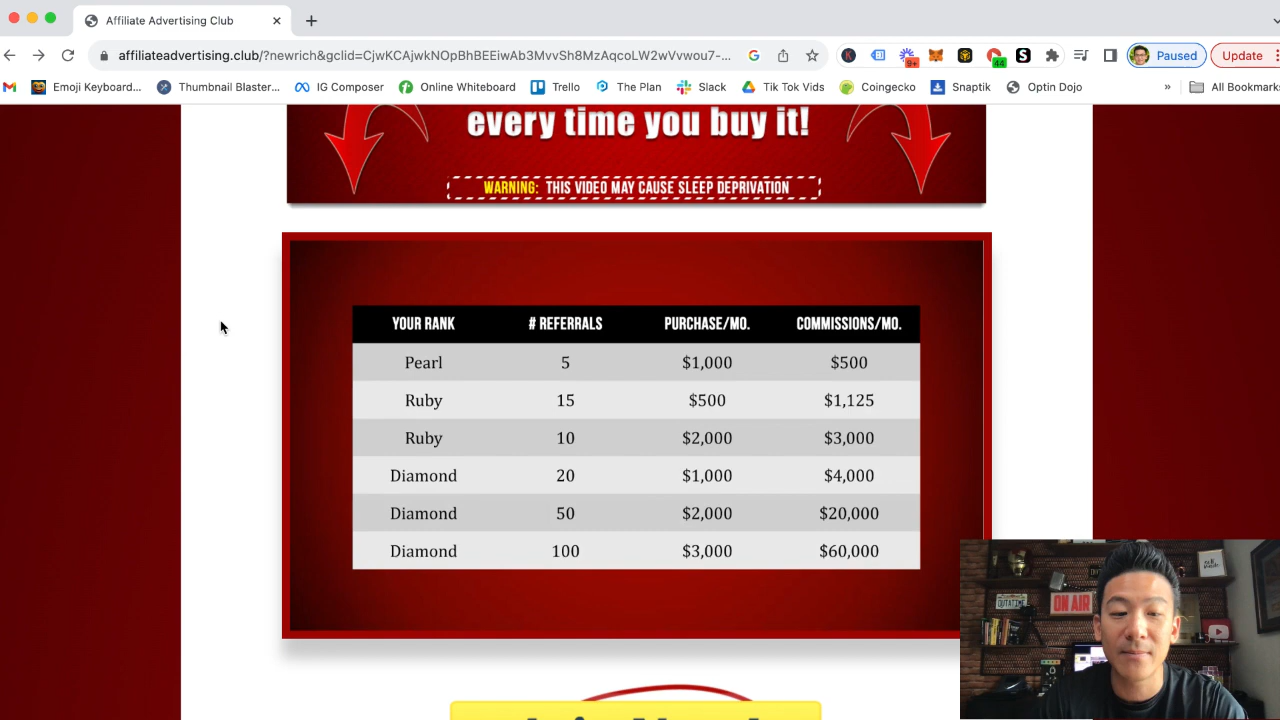 Affiliate Advertising Club
affiliateadvertising.club/?newrich&gclid=CjwKCAjwkNOpBhBEEiwAb3MvvSh8MzAqcoLW2wVvwou7-...
9+
44
S
Paused
Update
Emoji Keyboard...
Thumbnail Blaster...
IG Composer
Online Whiteboard
Trello
The Plan
Slack
Tik Tok Vids
Coingecko
Snaptik
Optin Dojo
»
All Bookmarks
every time you buy it!
WARNING: THIS VIDEO MAY CAUSE SLEEP DEPRIVATION
YOUR RANK # REFERRALS PURCHASE/MO. COMMISSIONS/MO.
Pearl 5 $1,000 $500
Ruby 15 $500 $1,125
Ruby 10 $2,000 $3,000
Diamond 20 $1,000 $4,000
Diamond 50 $2,000 $20,000
Diamond 100 $3,000 $60,000
OUTATIME
ON AIR